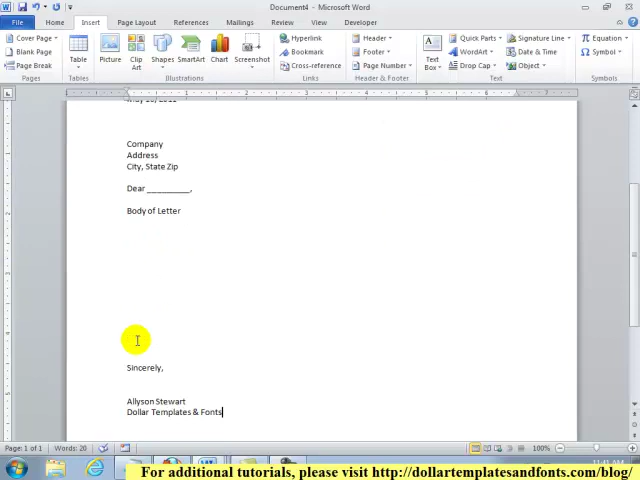 Document4 - Microsoft Word
File Home Insert Page Layout References Mailings Review View Developer
Cover Page
Blank Page
Page Break
Pages
Table
Tables
Picture
Clip
Art
Shapes
SmartArt
Chart
Screenshot
Illustrations
Hyperlink
Bookmark
Cross-reference
Links
Header
Footer
Page Number
Header & Footer
Text
Box
Quick Parts
WordArt
Drop Cap
Signature Line
Date & Time
Object
Text
Equation
Symbol
Symbols
Company
Address
City, State Zip
Dear _________,
Body of Letter
Sincerely,
Allyson Stewart
Dollar Templates & Fonts
Page: 1 of 1 Words: 20 100%
For additional tutorials, please visit http://dollartemplatesandfonts.com/blog/